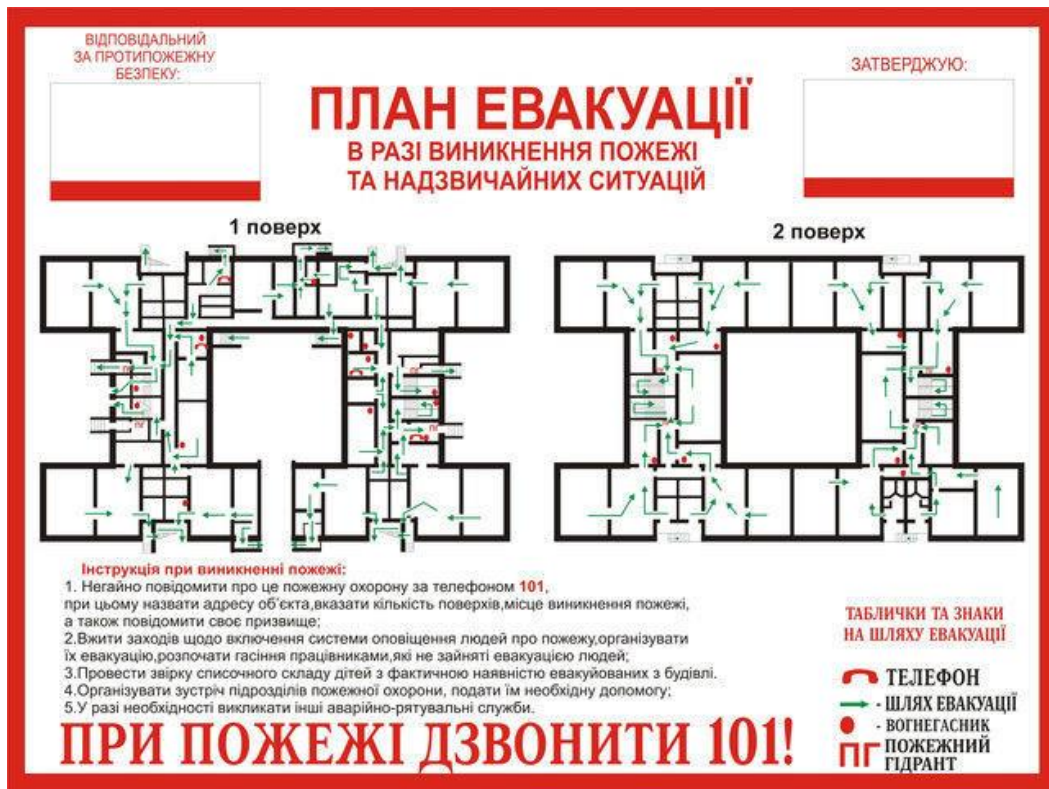 ВІДПОВІДАЛЬНИЙ
ЗА ПРОТИПОЖЕЖНУ
БЕЗПЕКУ:
ЗАТВЕРДЖУЮ:
ПЛАН ЕВАКУАЦІЇ
В РАЗІ ВИНИКНЕННЯ ПОЖЕЖІ
ТА НАДЗВИЧАЙНИХ СИТУАЦІЙ
1 поверх
2 поверх
ПГ
ПГ
ПГ
ПГ
Інструкція при виникненні пожежі:
1. Негайно повідомити про це пожежну охорону за телефоном 101,
при цьому назвати адресу об'єкта,вказати кількість поверхів,місце виникнення пожежі,
а також повідомити своє призвище;
2.Вжити заходів щодо включення системи оповіщення людей про пожежу,організувати
їх евакуацію,розпочати гасіння працівниками,які не зайняті евакуацією людей;
3.Провести звірку списочного складу дітей з фактичною наявністю евакуйованих з будівлі.
4.Організувати зустріч підрозділів пожежної охорони, подати їм необхідну допомогу;
5.У разі необхідності викликати інші аварійно-рятувальні служби.
ПРИ ПОЖЕЖІ ДЗВОНИТИ 101!
ТАБЛИЧКИ ТА ЗНАКИ
НА ШЛЯХУ ЕВАКУАЦІЇ
ТЕЛЕФОН
- ШЛЯХ ЕВАКУАЦІЇ
- ВОГНЕГАСНИК
ПГ ПОЖЕЖНИЙ
ГІДРАНТ